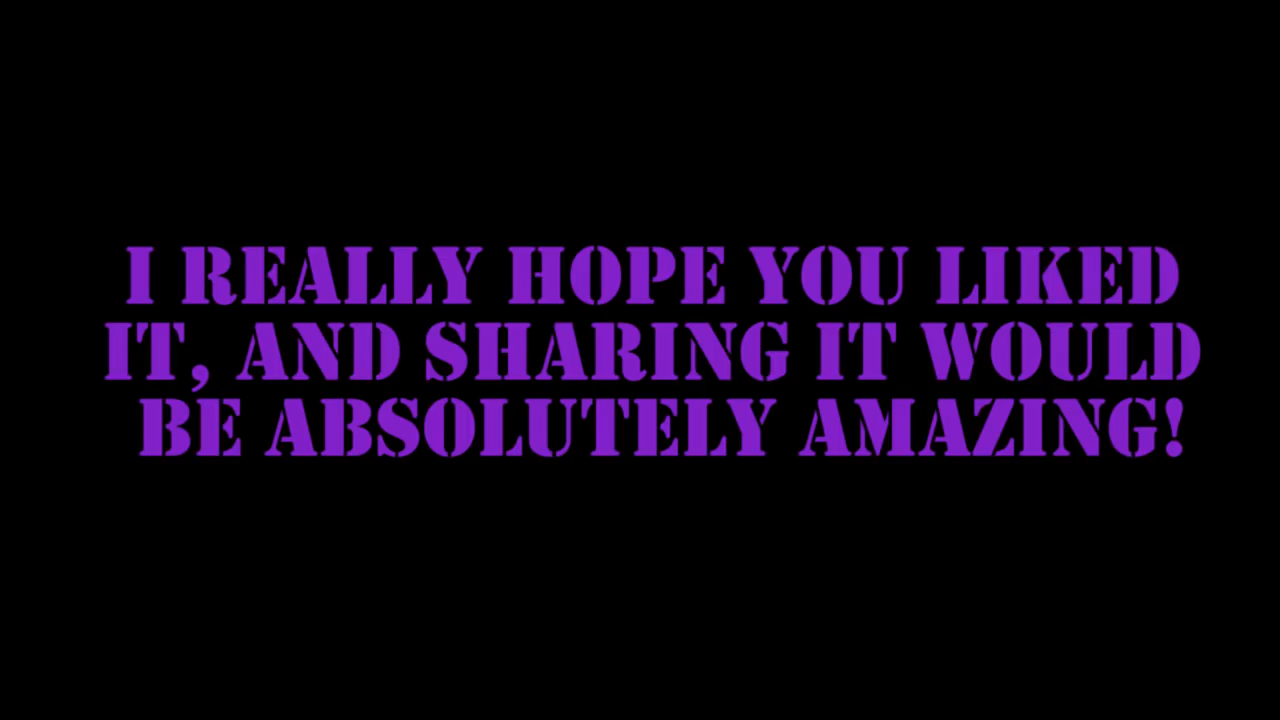 I REALLY HOPE YOU LIKED
IT, AND SHARING IT WOULD
BE ABSOLUTELY AMAZING!